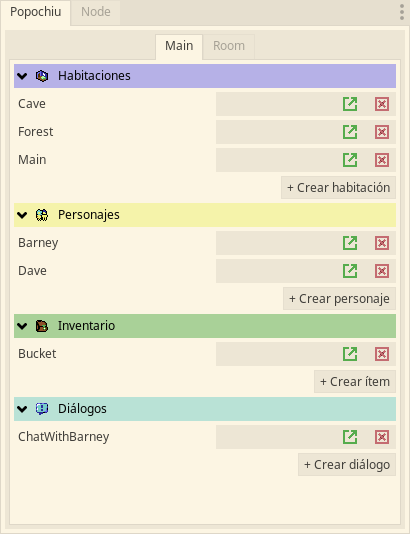 Popochiu Node
Main Room
Habitaciones
Cave
Forest
Main
+ Crear habitación
Personajes
Barney
Dave
+ Crear personaje
Inventario
Bucket
+ Crear ítem
Diálogos
ChatWithBarney
+ Crear diálogo